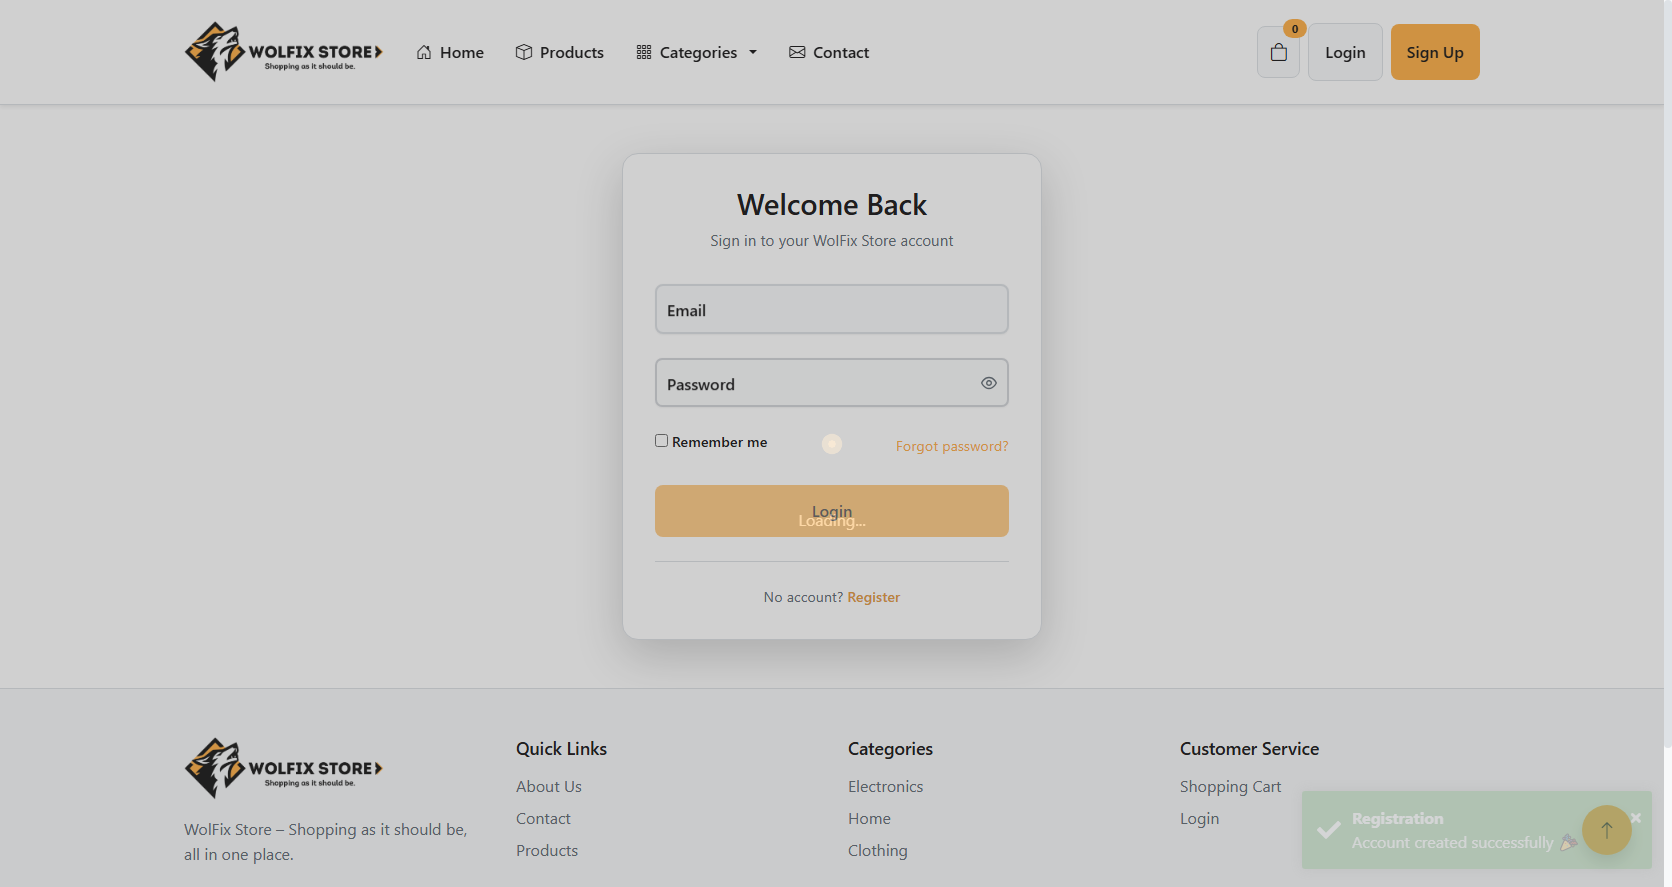 WOLFIX STORE
Shopping as it should be.
Home
Products
Categories
Contact
0
Login
Sign Up
Welcome Back
Sign in to your WolFix Store account
Email
Password
Remember me
Forgot password?
Login
Loading...
No account? Register
WOLFIX STORE
Shopping as it should be.
WolFix Store – Shopping as it should be,
all in one place.
Quick Links
About Us
Contact
Products
Categories
Electronics
Home
Clothing
Customer Service
Shopping Cart
Login
Registration
Account created successfully 🎉